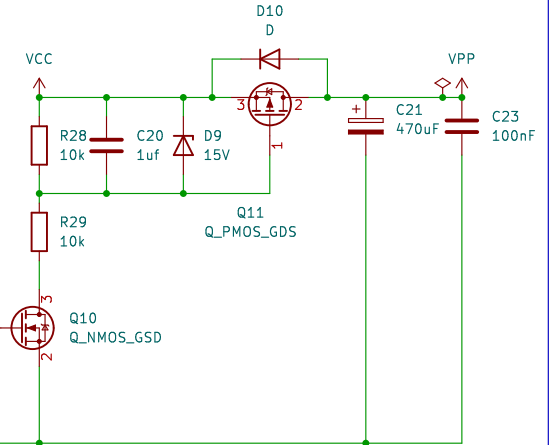 D10
D
VCC
VPP
3
2
1
R28
10k
C20
1uf
D9
15V
+
C21
470uF
C23
100nF
R29
10k
Q11
Q_PMOS_GDS
3
Q10
Q_NMOS_GSD
2